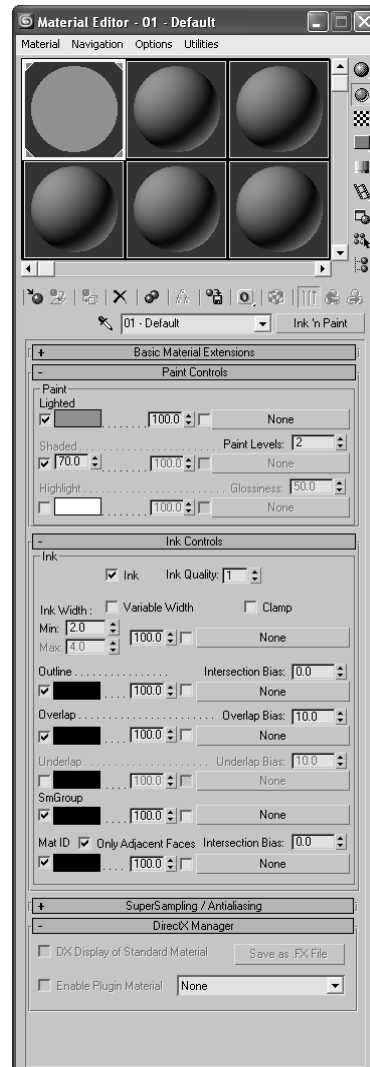 Material Editor - 01 - Default
Material Navigation Options Utilities
01 - Default Ink 'n Paint
+ Basic Material Extensions
- Paint Controls
Paint
Lighted
100.0 None
Shaded Paint Levels: 2
70.0 100.0 None
Highlight Glossiness: 50.0
100.0 None
- Ink Controls
Ink
Ink Ink Quality: 1
Ink Width: Variable Width Clamp
Min: 2.0
Max: 4.0
100.0 None
Outline Intersection Bias: 0.0
100.0 None
Overlap Overlap Bias: 10.0
100.0 None
Underlap Underlap Bias: 10.0
100.0 None
SmGroup
100.0 None
Mat ID Only Adjacent Faces Intersection Bias: 0.0
100.0 None
+ SuperSampling / Antialiasing
- DirectX Manager
DX Display of Standard Material Save as .FX File
Enable Plugin Material None